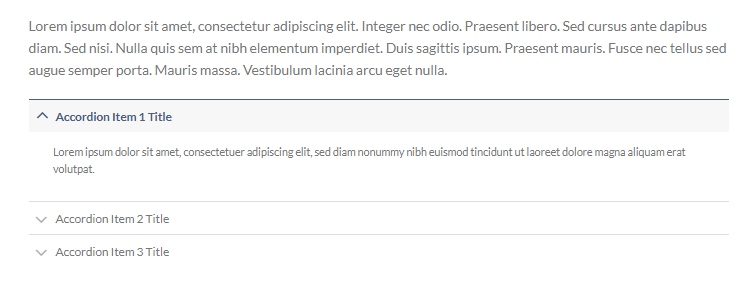 Lorem ipsum dolor sit amet, consectetur adipiscing elit. Integer nec odio. Praesent libero. Sed cursus ante dapibus
diam. Sed nisi. Nulla quis sem at nibh elementum imperdiet. Duis sagittis ipsum. Praesent mauris. Fusce nec tellus sed
augue semper porta. Mauris massa. Vestibulum lacinia arcu eget nulla.
Accordion Item 1 Title
Lorem ipsum dolor sit amet, consectetuer adipiscing elit, sed diam nonummy nibh euismod tincidunt ut laoreet dolore magna aliquam erat
volutpat.
Accordion Item 2 Title
Accordion Item 3 Title